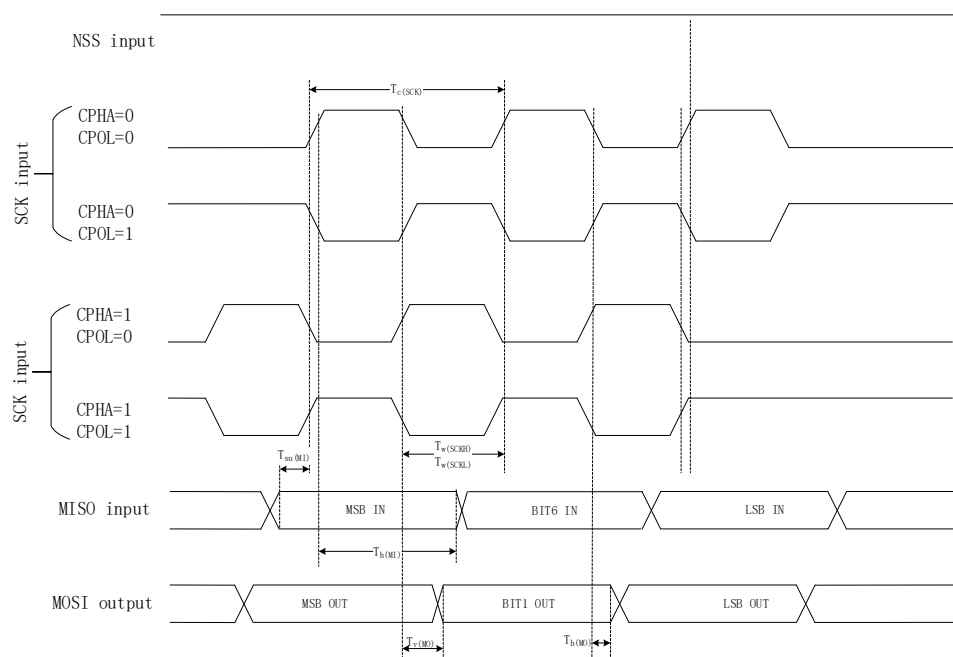 NSS input
Tc(SCK)
SCK input
CPHA=0
CPOL=0
CPHA=0
CPOL=1
SCK input
CPHA=1
CPOL=0
CPHA=1
CPOL=1
Tw(SCKH)
Tw(SCKL)
Tsu(MI)
MISO input
MSB IN
BIT6 IN
LSB IN
Th(MI)
MOSI output
MSB OUT
BIT1 OUT
LSB OUT
Tv(MO)
Th(MO)